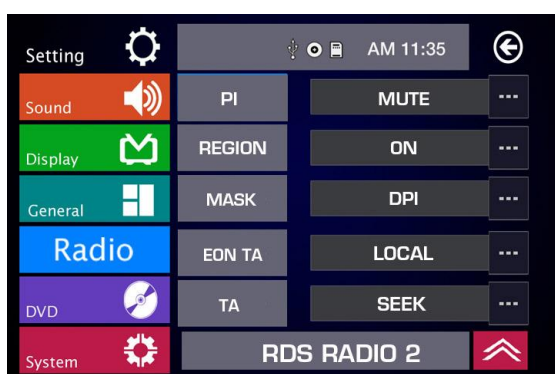 Setting AM 11:35
Sound PI MUTE ---
Display REGION ON ---
General MASK DPI ---
Radio EON TA LOCAL ---
DVD TA SEEK ---
System RDS RADIO 2